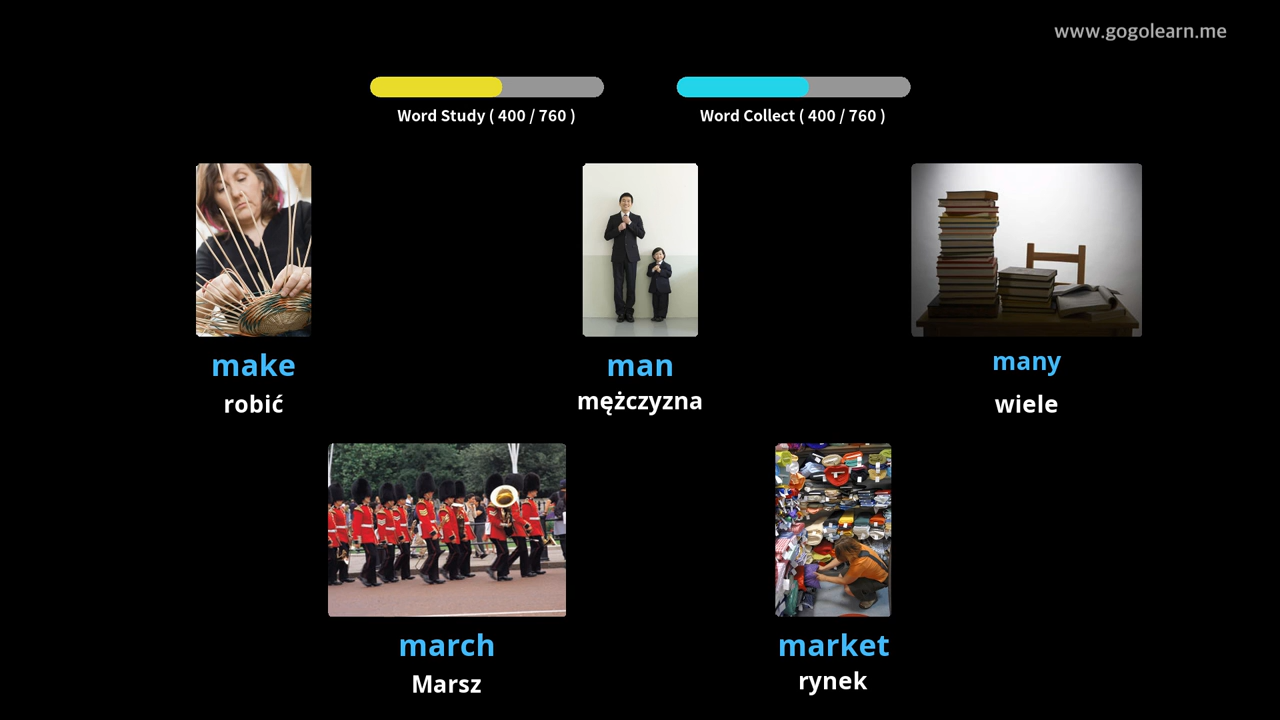 www.gogolearn.me
Word Study ( 400 / 760 )
Word Collect ( 400 / 760 )
make
robić
man
mężczyzna
many
wiele
march
Marsz
market
rynek